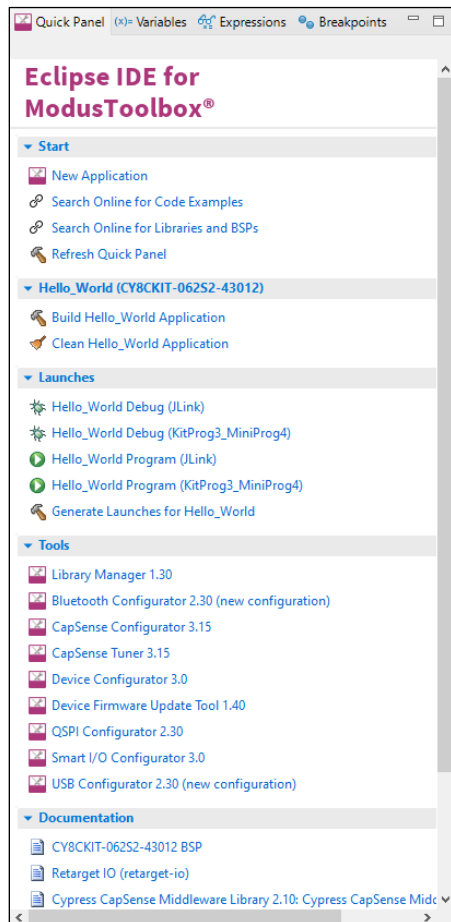 Quick Panel (x)= Variables Expressions Breakpoints
Eclipse IDE for
ModusToolbox®
Start
New Application
Search Online for Code Examples
Search Online for Libraries and BSPs
Refresh Quick Panel
Hello_World (CY8CKIT-062S2-43012)
Build Hello_World Application
Clean Hello_World Application
Launches
Hello_World Debug (JLink)
Hello_World Debug (KitProg3_MiniProg4)
Hello_World Program (JLink)
Hello_World Program (KitProg3_MiniProg4)
Generate Launches for Hello_World
Tools
Library Manager 1.30
Bluetooth Configurator 2.30 (new configuration)
CapSense Configurator 3.15
CapSense Tuner 3.15
Device Configurator 3.0
Device Firmware Update Tool 1.40
QSPI Configurator 2.30
Smart I/O Configurator 3.0
USB Configurator 2.30 (new configuration)
Documentation
CY8CKIT-062S2-43012 BSP
Retarget IO (retarget-io)
Cypress CapSense Middleware Library 2.10: Cypress CapSense Midd